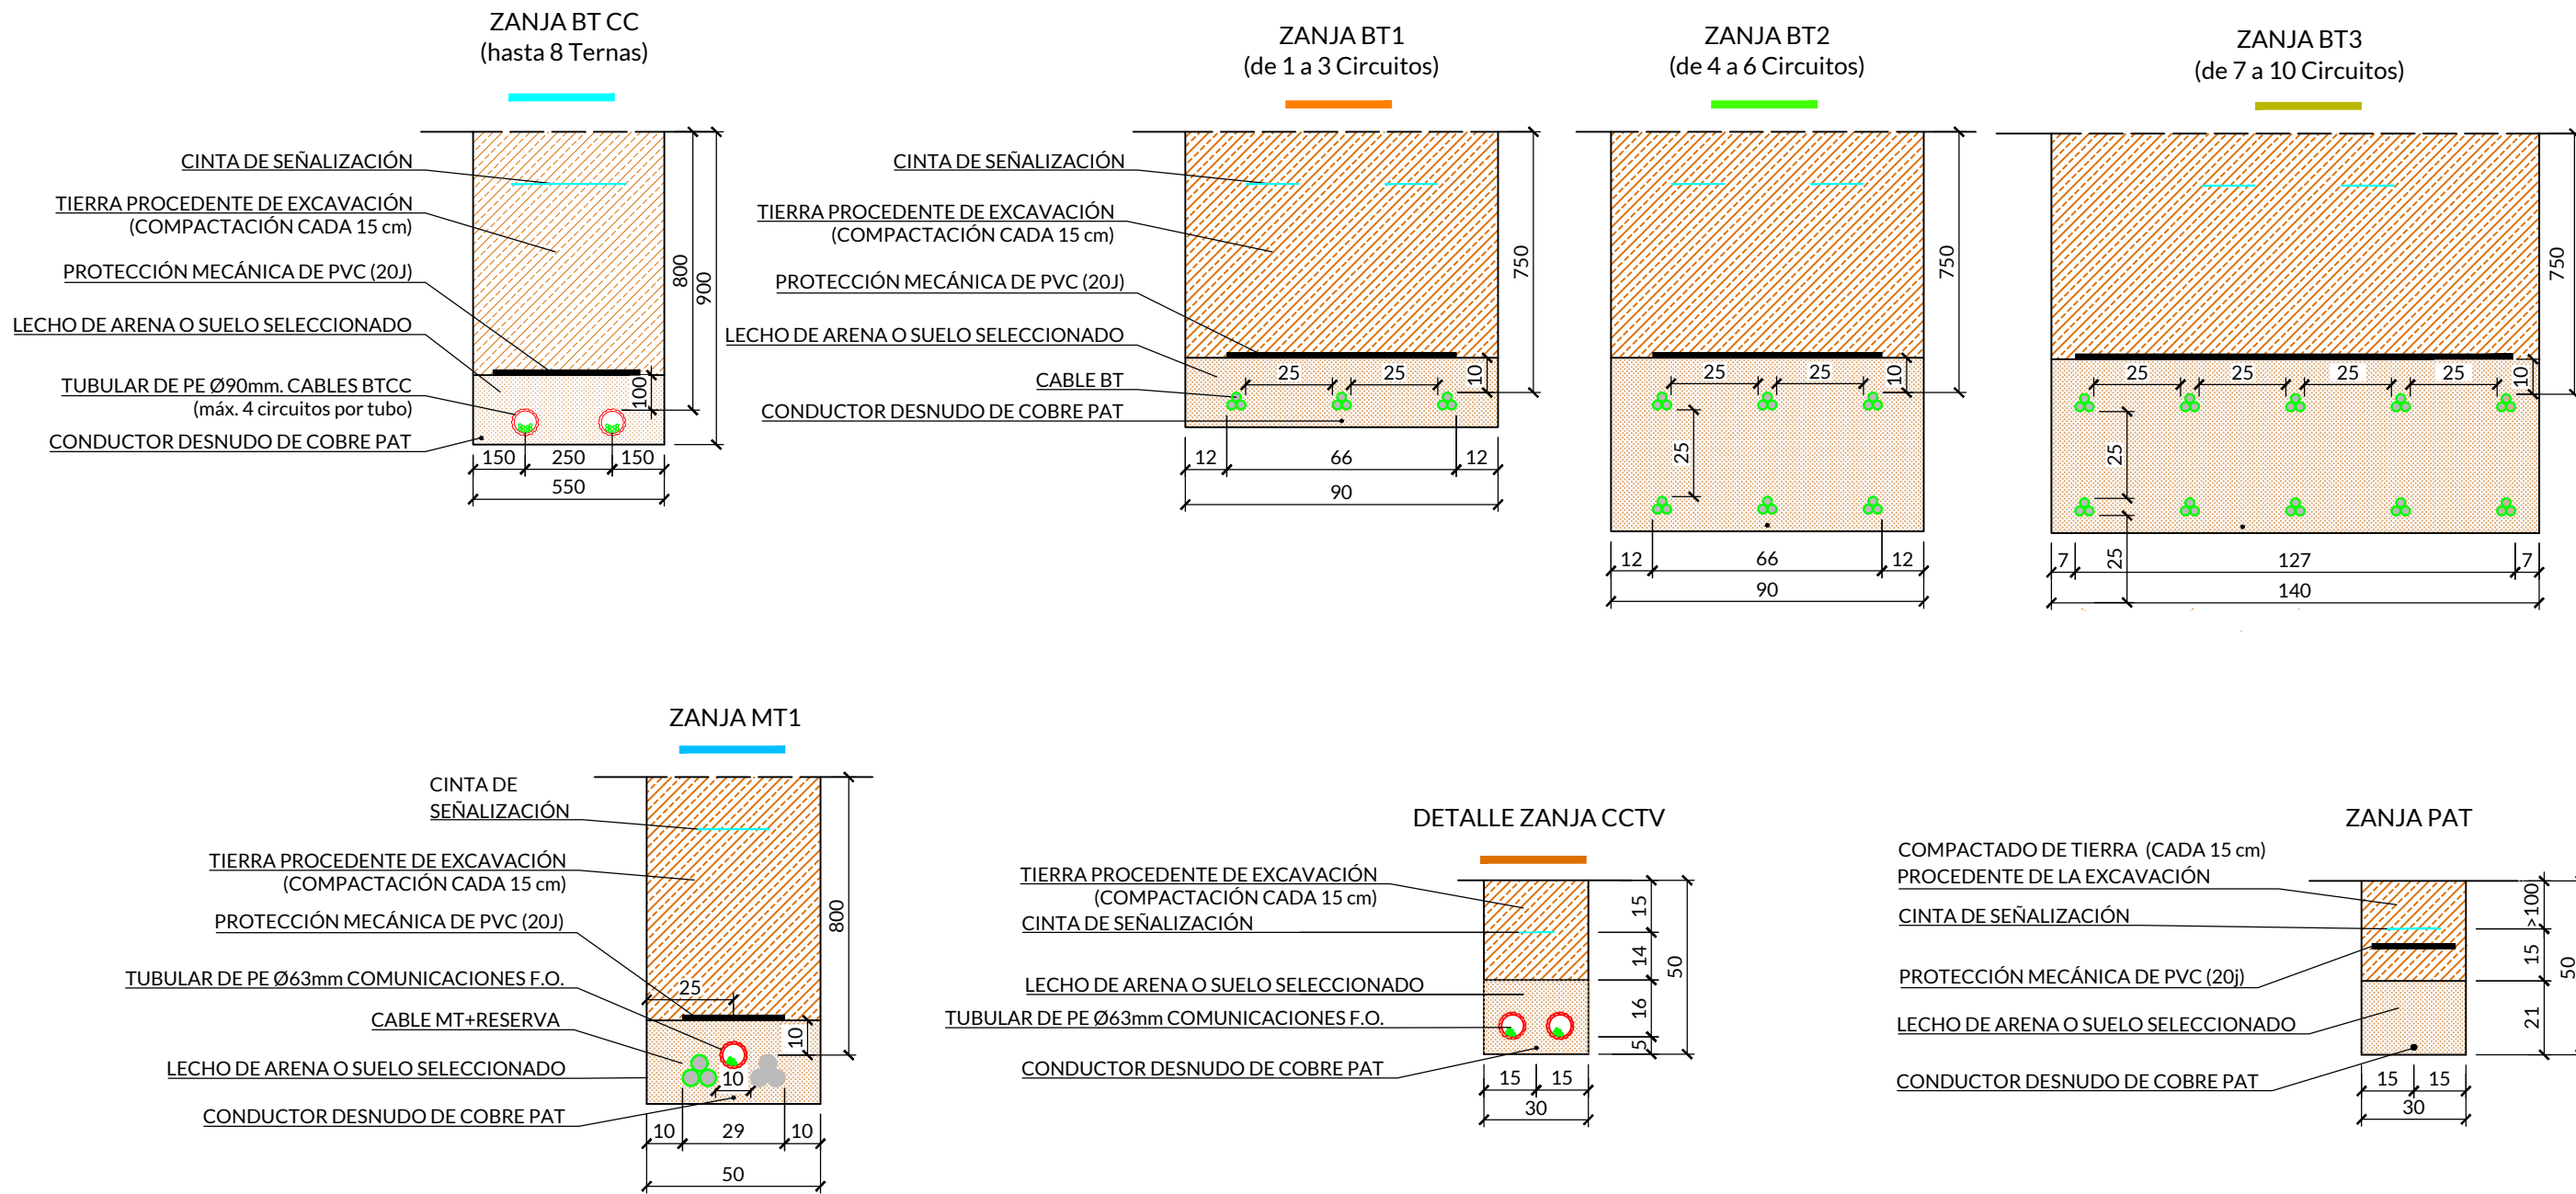 ZANJA BT CC
(hasta 8 Ternas)
CINTA DE SEÑALIZACIÓN
TIERRA PROCEDENTE DE EXCAVACIÓN
(COMPACTACIÓN CADA 15 cm)
PROTECCIÓN MECÁNICA DE PVC (20J)
LECHO DE ARENA O SUELO SELECCIONADO
TUBULAR DE PE Ø90mm. CABLES BTCC
(máx. 4 circuitos por tubo)
CONDUCTOR DESNUDO DE COBRE PAT
800
900
100
150 250 150
550
ZANJA BT1
(de 1 a 3 Circuitos)
CINTA DE SEÑALIZACIÓN
TIERRA PROCEDENTE DE EXCAVACIÓN
(COMPACTACIÓN CADA 15 cm)
PROTECCIÓN MECÁNICA DE PVC (20J)
LECHO DE ARENA O SUELO SELECCIONADO
CABLE BT
CONDUCTOR DESNUDO DE COBRE PAT
750
25 25 10
12 66 12
90
ZANJA BT2
(de 4 a 6 Circuitos)
750
25 25 10
25
12 66 12
90
ZANJA BT3
(de 7 a 10 Circuitos)
750
25 25 25 25 10
25
25
7 127 7
140
ZANJA MT1
CINTA DE
SEÑALIZACIÓN
TIERRA PROCEDENTE DE EXCAVACIÓN
(COMPACTACIÓN CADA 15 cm)
PROTECCIÓN MECÁNICA DE PVC (20J)
TUBULAR DE PE Ø63mm COMUNICACIONES F.O.
CABLE MT+RESERVA
LECHO DE ARENA O SUELO SELECCIONADO
CONDUCTOR DESNUDO DE COBRE PAT
800
25
10
10
10 29 10
50
DETALLE ZANJA CCTV
TIERRA PROCEDENTE DE EXCAVACIÓN
(COMPACTACIÓN CADA 15 cm)
CINTA DE SEÑALIZACIÓN
LECHO DE ARENA O SUELO SELECCIONADO
TUBULAR DE PE Ø63mm COMUNICACIONES F.O.
CONDUCTOR DESNUDO DE COBRE PAT
15
14
16
5
50
15 15
30
ZANJA PAT
COMPACTADO DE TIERRA (CADA 15 cm)
PROCEDENTE DE LA EXCAVACIÓN
CINTA DE SEÑALIZACIÓN
PROTECCIÓN MECÁNICA DE PVC (20j)
LECHO DE ARENA O SUELO SELECCIONADO
CONDUCTOR DESNUDO DE COBRE PAT
>100
15
21
50
15 15
30